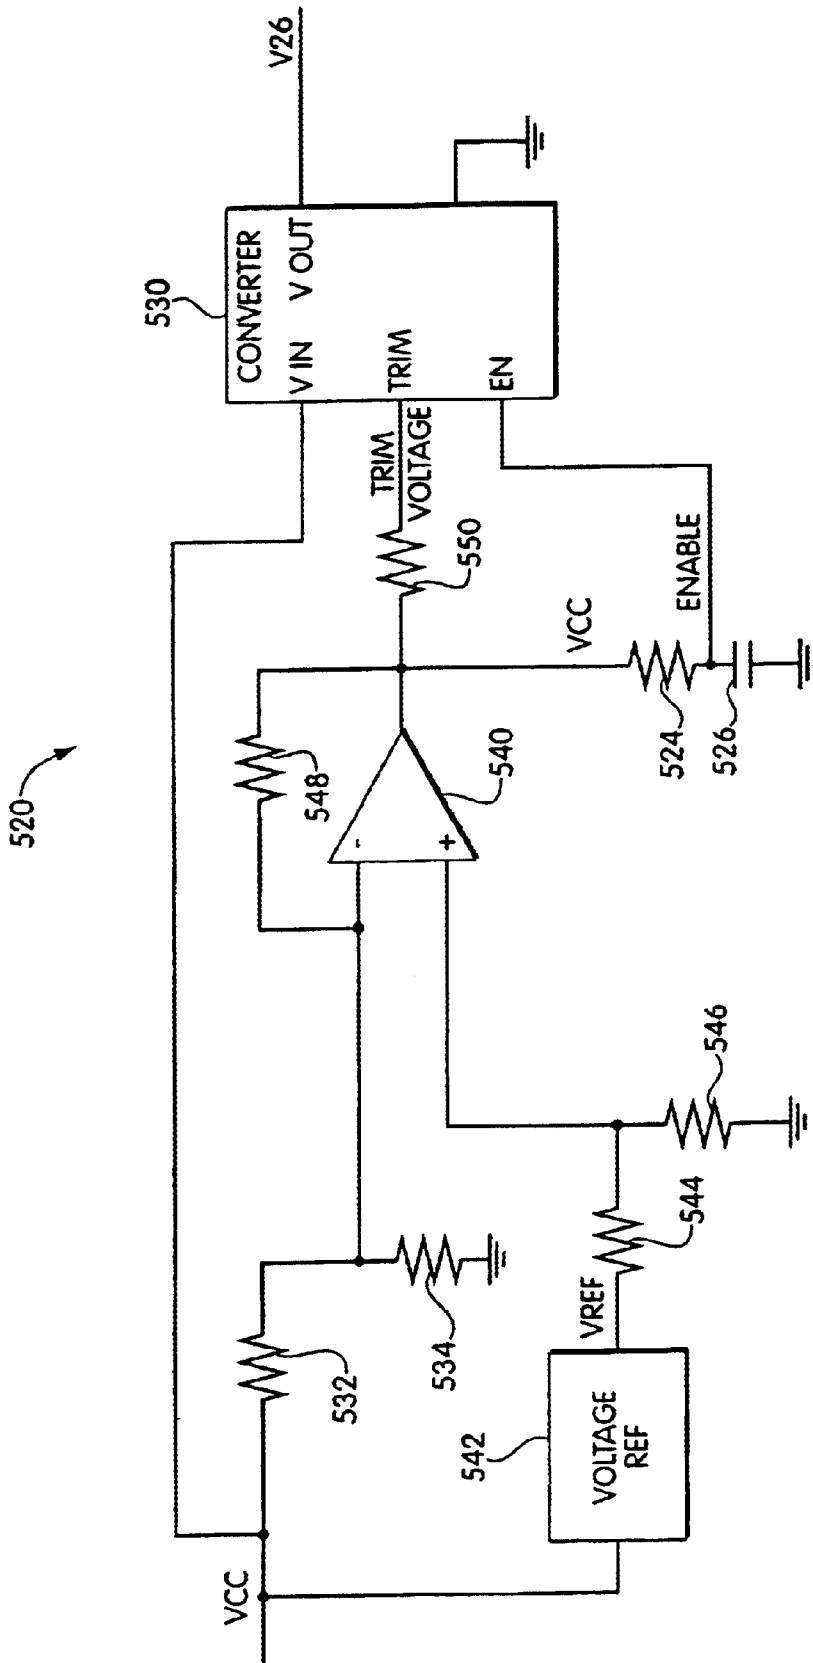 520
VCC
532
534
542
VOLTAGE
REF
VREF
544
546
548
-
+
540
VCC
524
526
ENABLE
550
TRIM
VOLTAGE
530
CONVERTER
V IN
V OUT
TRIM
EN
V26